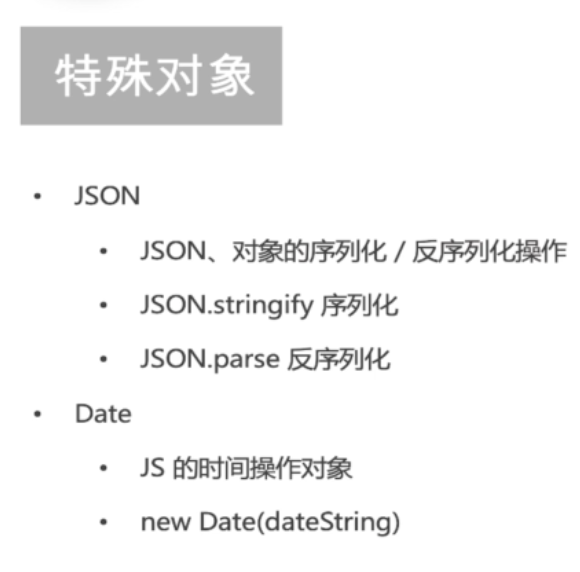 特殊对象
• JSON
• JSON、对象的序列化 / 反序列化操作
• JSON.stringify 序列化
• JSON.parse 反序列化
• Date
• JS 的时间操作对象
• new Date(dateString)